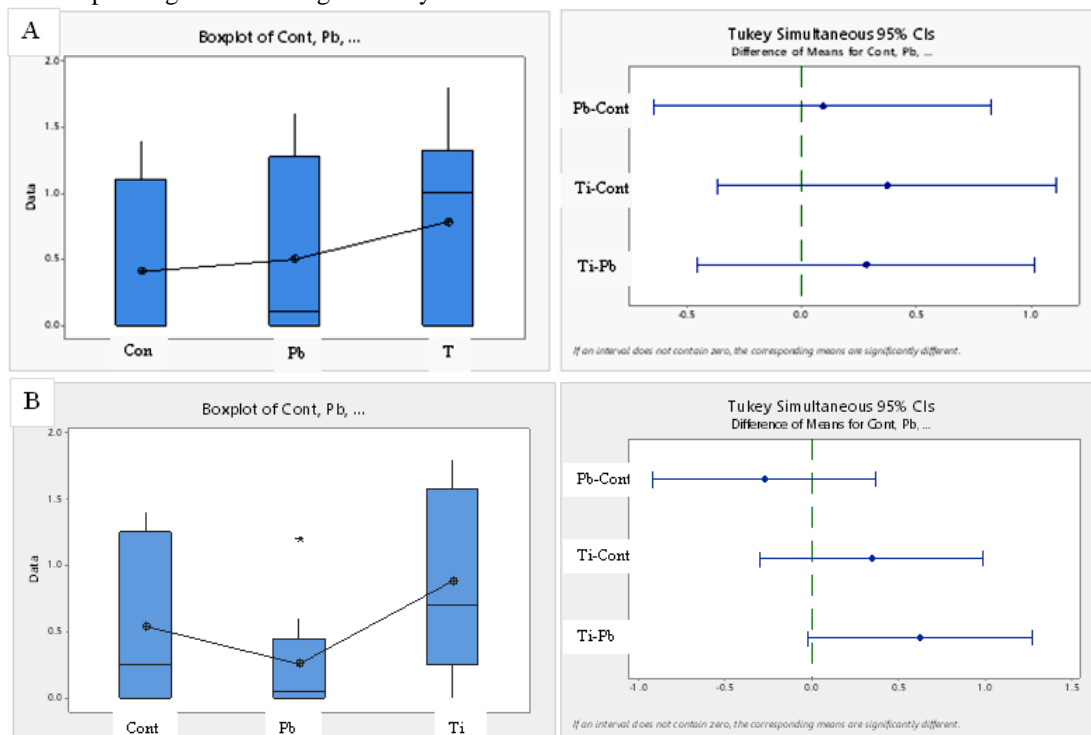 A
Boxplot of Cont, Pb, ...
2.0
1.5
1.0
0.5
0.0
Data
Con
Pb
T
Tukey Simultaneous 95% CIs
Difference of Means for Cont, Pb, ...
Pb-Cont
Ti-Cont
Ti-Pb
-0.5
0.0
0.5
1.0
If an interval does not contain zero, the corresponding means are significantly different.
B
Boxplot of Cont, Pb, ...
2.0
1.5
1.0
0.5
0.0
Data
Cont
Pb
Ti
Tukey Simultaneous 95% CIs
Difference of Means for Cont, Pb, ...
Pb-Cont
Ti-Cont
Ti-Pb
-1.0
-0.5
0.0
0.5
1.0
1.5
If an interval does not contain zero, the corresponding means are significantly different.